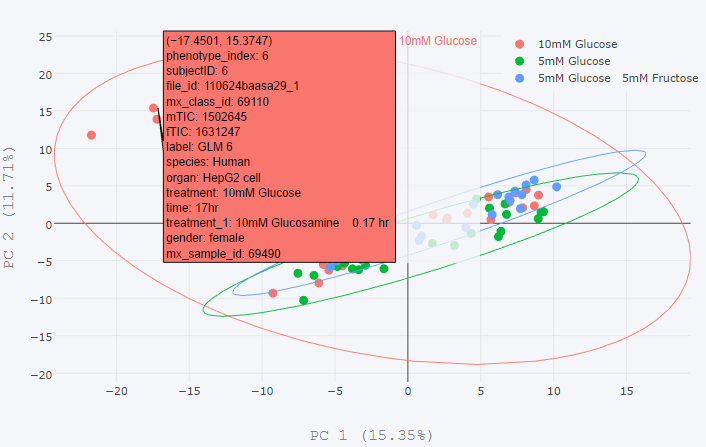 25
20
15
10
5
0
−5
−10
−15
−20
PC 2 (11.71%)
(−17.4501, 15.3747)
phenotype_index: 6
subjectID: 6
file_id: 110624baasa29_1
mx_class_id: 69110
mTIC: 1502645
fTIC: 1631247
label: GLM 6
species: Human
organ: HepG2 cell
treatment: 10mM Glucose
time: 17hr
treatment_1: 10mM Glucosamine    0.17 hr
gender: female
mx_sample_id: 69490
10mM Glucose
10mM Glucose
5mM Glucose
5mM Glucose   5mM Fructose
−20
−15
−10
−5
0
5
10
15
PC 1 (15.35%)